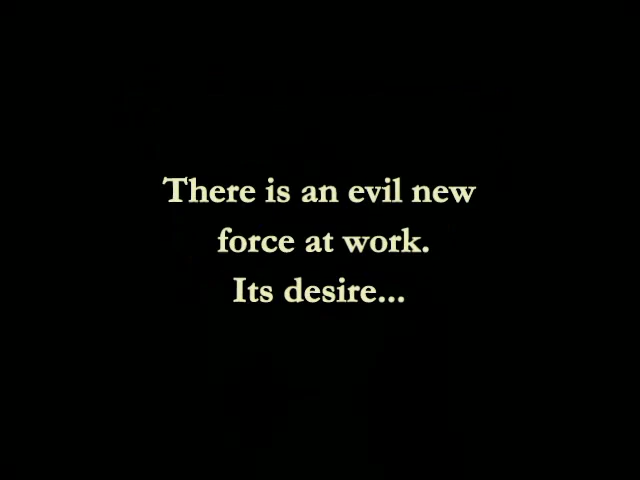 There is an evil new
force at work.
Its desire...